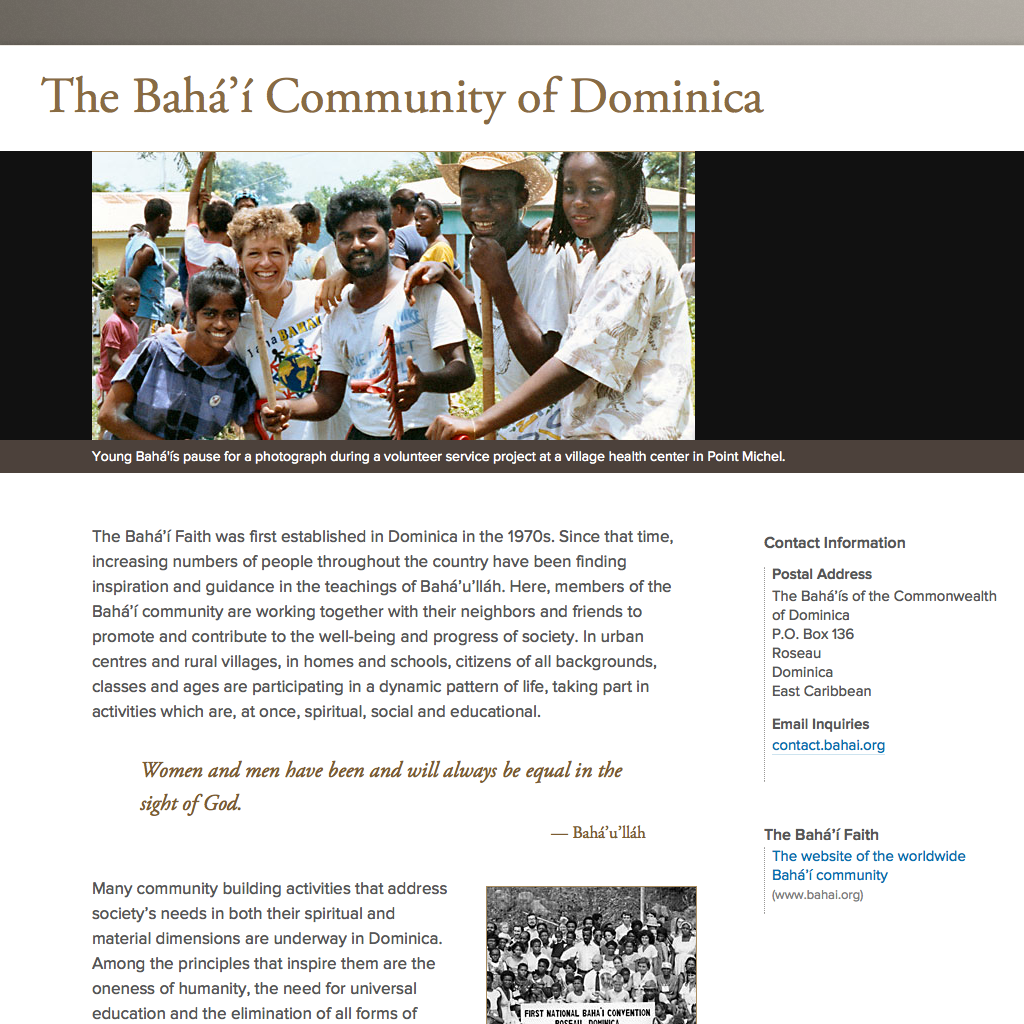 The Bahá’í Community of Dominica
BAHA
Young Bahá'ís pause for a photograph during a volunteer service project at a village health center in Point Michel.
The Bahá’í Faith was first established in Dominica in the 1970s. Since that time,
increasing numbers of people throughout the country have been finding
inspiration and guidance in the teachings of Bahá’u’lláh. Here, members of the
Bahá’í community are working together with their neighbors and friends to
promote and contribute to the well-being and progress of society. In urban
centres and rural villages, in homes and schools, citizens of all backgrounds,
classes and ages are participating in a dynamic pattern of life, taking part in
activities which are, at once, spiritual, social and educational.
Women and men have been and will always be equal in the
sight of God.
— Bahá’u’lláh
Many community building activities that address
society’s needs in both their spiritual and
material dimensions are underway in Dominica.
Among the principles that inspire them are the
oneness of humanity, the need for universal
education and the elimination of all forms of
FIRST NATIONAL BAHA'I CONVENTION
ROSEAU, DOMINICA
Contact Information
Postal Address
The Bahá’ís of the Commonwealth
of Dominica
P.O. Box 136
Roseau
Dominica
East Caribbean
Email Inquiries
contact.bahai.org
The Bahá’í Faith
The website of the worldwide
Bahá’í community
(www.bahai.org)